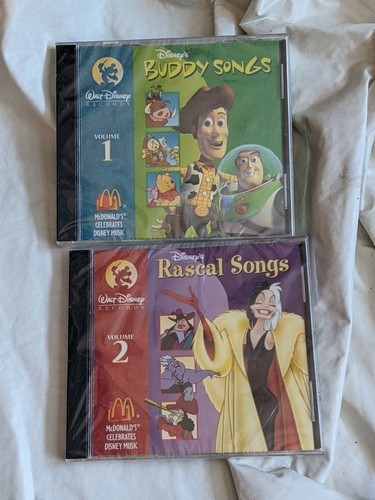 Disney's
BUDDY SONGS
WALT DISNEY
RECORDS
VOLUME
1
McDONALD'S®
CELEBRATES
DISNEY MUSIC
Disney's
Rascal Songs
WALT DISNEY
RECORDS
VOLUME
2
McDONALD'S®
CELEBRATES
DISNEY MUSIC